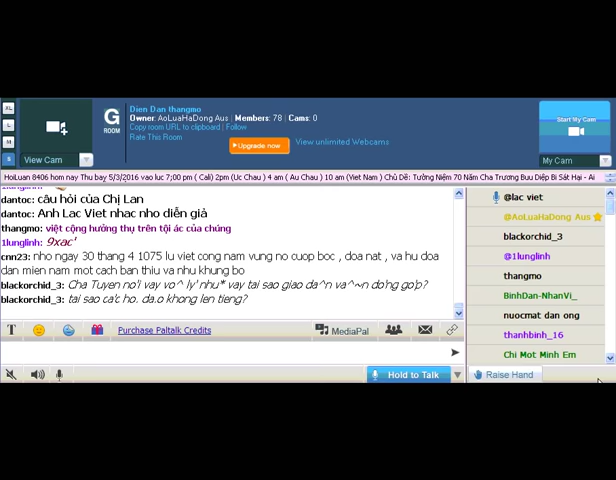 XL
L
M
S
View Cam
G
ROOM
Dien Dan thangmo
Owner: AoLuaHaDong Aus | Members: 78 | Cams: 0
Copy room URL to clipboard | Follow
Rate This Room
Upgrade now
View unlimited Webcams
Start My Cam
My Cam
HoiLuan 8406 hom nay Thu bay 5/3/2016 vao luc 7;00 pm ( Cali) 2pm (Uc Chau ) 4 am ( Au Chau ) 10 am (Viet Nam ) Chủ Đề: Tưởng Niệm 70 Năm Cha Trương Buu Diệp Bi Sát Hại - Ai
dantoc: câu hỏi của Chị Lan
dantoc: Anh Lac Viet nhac nho diễn giả
thangmo: việt cộng hưởng thụ trên tội ác của chúng
1lunglinh: 9xac'
cnn23: nho ngay 30 thang 4 1075 lu viet cong nam vung no cuop boc , doa nat , va hu doa
dan mien nam mot cach ban thiu va nhu khung bo
blackorchid_3: Cha Tuyen no'i vay vo^ ly' nhu* vay tai sao giao da^n va^~n do'ng go'p?
blackorchid_3: tai sao ca'c ho. da.o khong len tieng?
@lac viet
@AoLuaHaDong Aus
blackorchid_3
@1lunglinh
thangmo
BinhDan-NhanVi_
nuocmat dan ong
thanhbinh_16
Chi Mot Minh Em
T
Purchase Paltalk Credits
MediaPal
Hold to Talk
Raise Hand